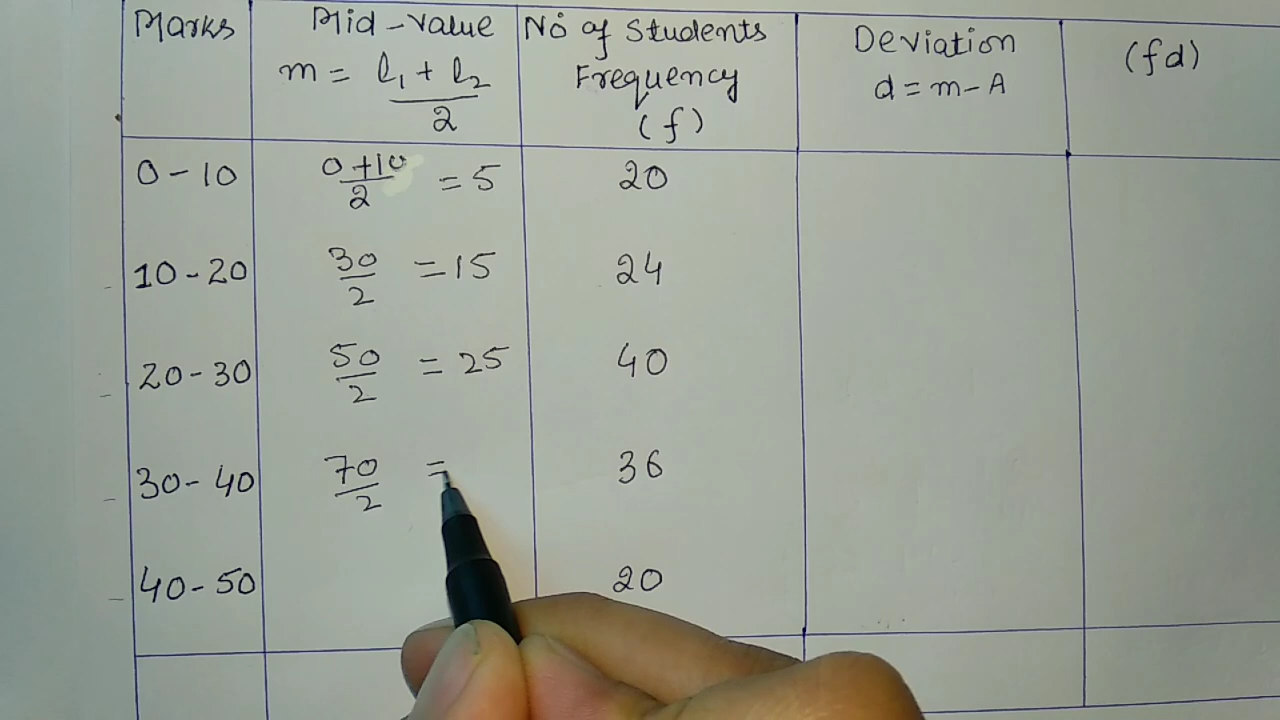 Marks
Mid-Value
m = l₁ + l₂
2
No of Students
Frequency
(f)
Deviation
d = m - A
(fd)
0 - 10
0+10
2
= 5
20
10 - 20
30
2
= 15
24
20 - 30
50
2
= 25
40
30 - 40
70
2
=
36
40 - 50
20